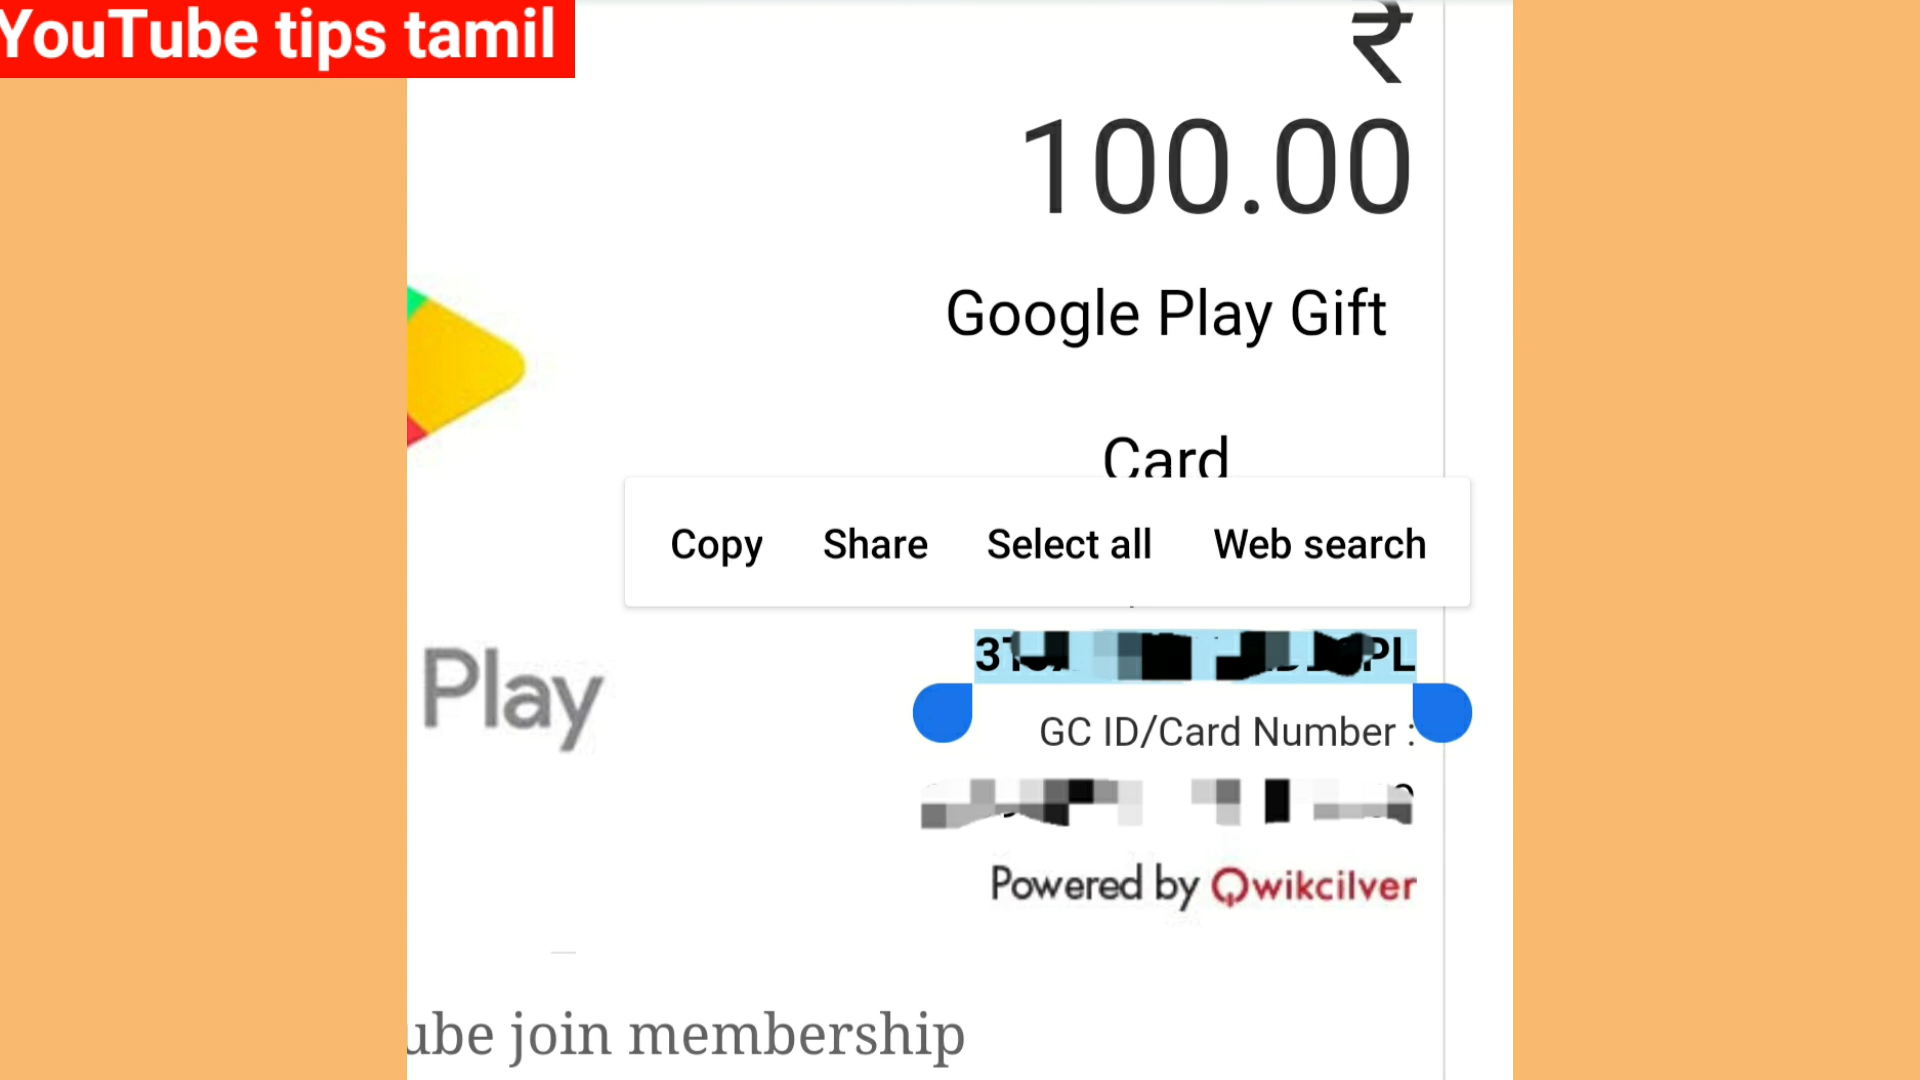 YouTube tips tamil
₹
100.00
Google Play Gift
Card
Copy Share Select all Web search
Play
GC ID/Card Number :
Powered by Qwikcilver
ube join membership